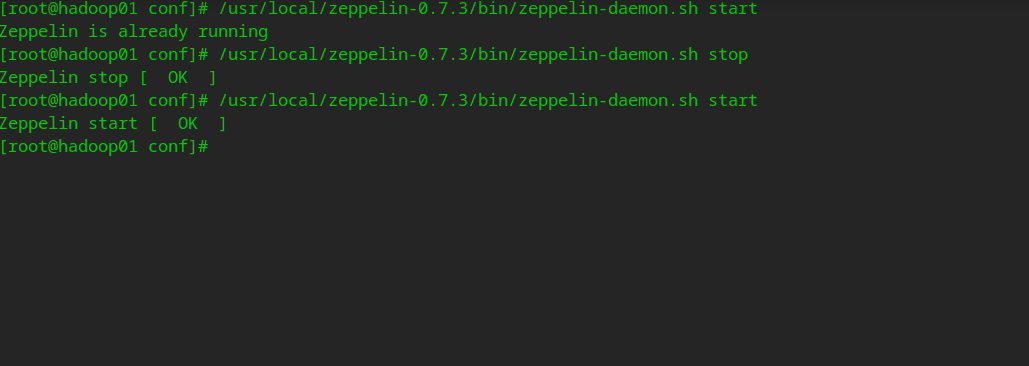 [root@hadoop01 conf]# /usr/local/zeppelin-0.7.3/bin/zeppelin-daemon.sh start
Zeppelin is already running
[root@hadoop01 conf]# /usr/local/zeppelin-0.7.3/bin/zeppelin-daemon.sh stop
Zeppelin stop [  OK  ]
[root@hadoop01 conf]# /usr/local/zeppelin-0.7.3/bin/zeppelin-daemon.sh start
Zeppelin start [  OK  ]
[root@hadoop01 conf]#